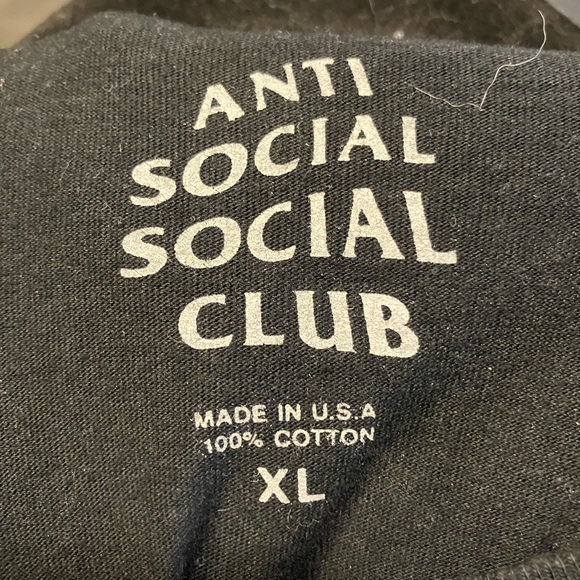 ANTI
SOCIAL
SOCIAL
CLUB
MADE IN U.S.A
100% COTTON
XL